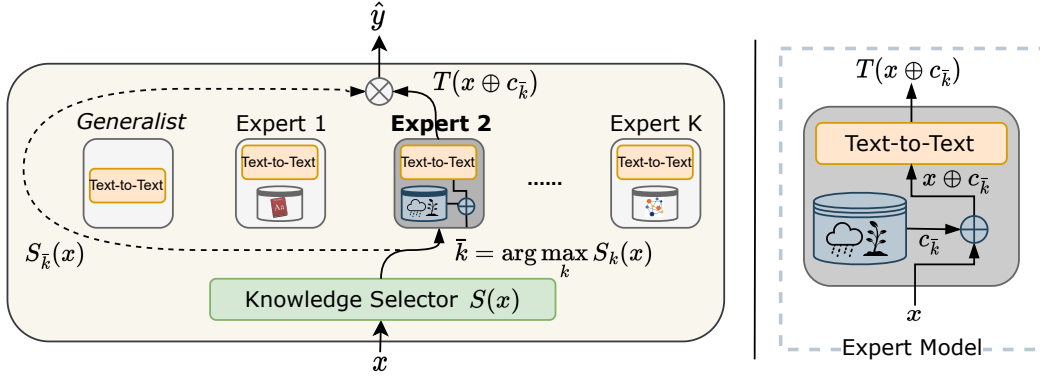 ŷ
T(x ⊕ c_k̄)
Generalist
Expert 1
Expert 2
Expert K
Text-to-Text
Text-to-Text
Text-to-Text
Text-to-Text
Aa
......
S_k̄(x)
k̄ = arg max_k S_k(x)
Knowledge Selector S(x)
x
T(x ⊕ c_k̄)
Text-to-Text
x ⊕ c_k̄
c_k̄
x
Expert Model